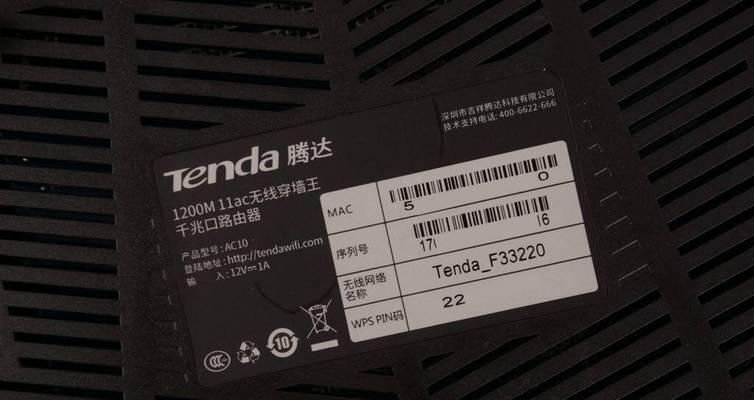 深圳市吉祥腾达科技有限公司
技术支持电话: 400-6622-666
Tenda 腾达
1200M 11ac无线穿墙王
千兆口路由器
产品型号: AC10
登陆地址: http://tendawifi.com
输 入: 12V⎓1A
MAC
5 0
序列号
17 6
无线网络名称
Tenda_F33220
WPS PIN码
22
10